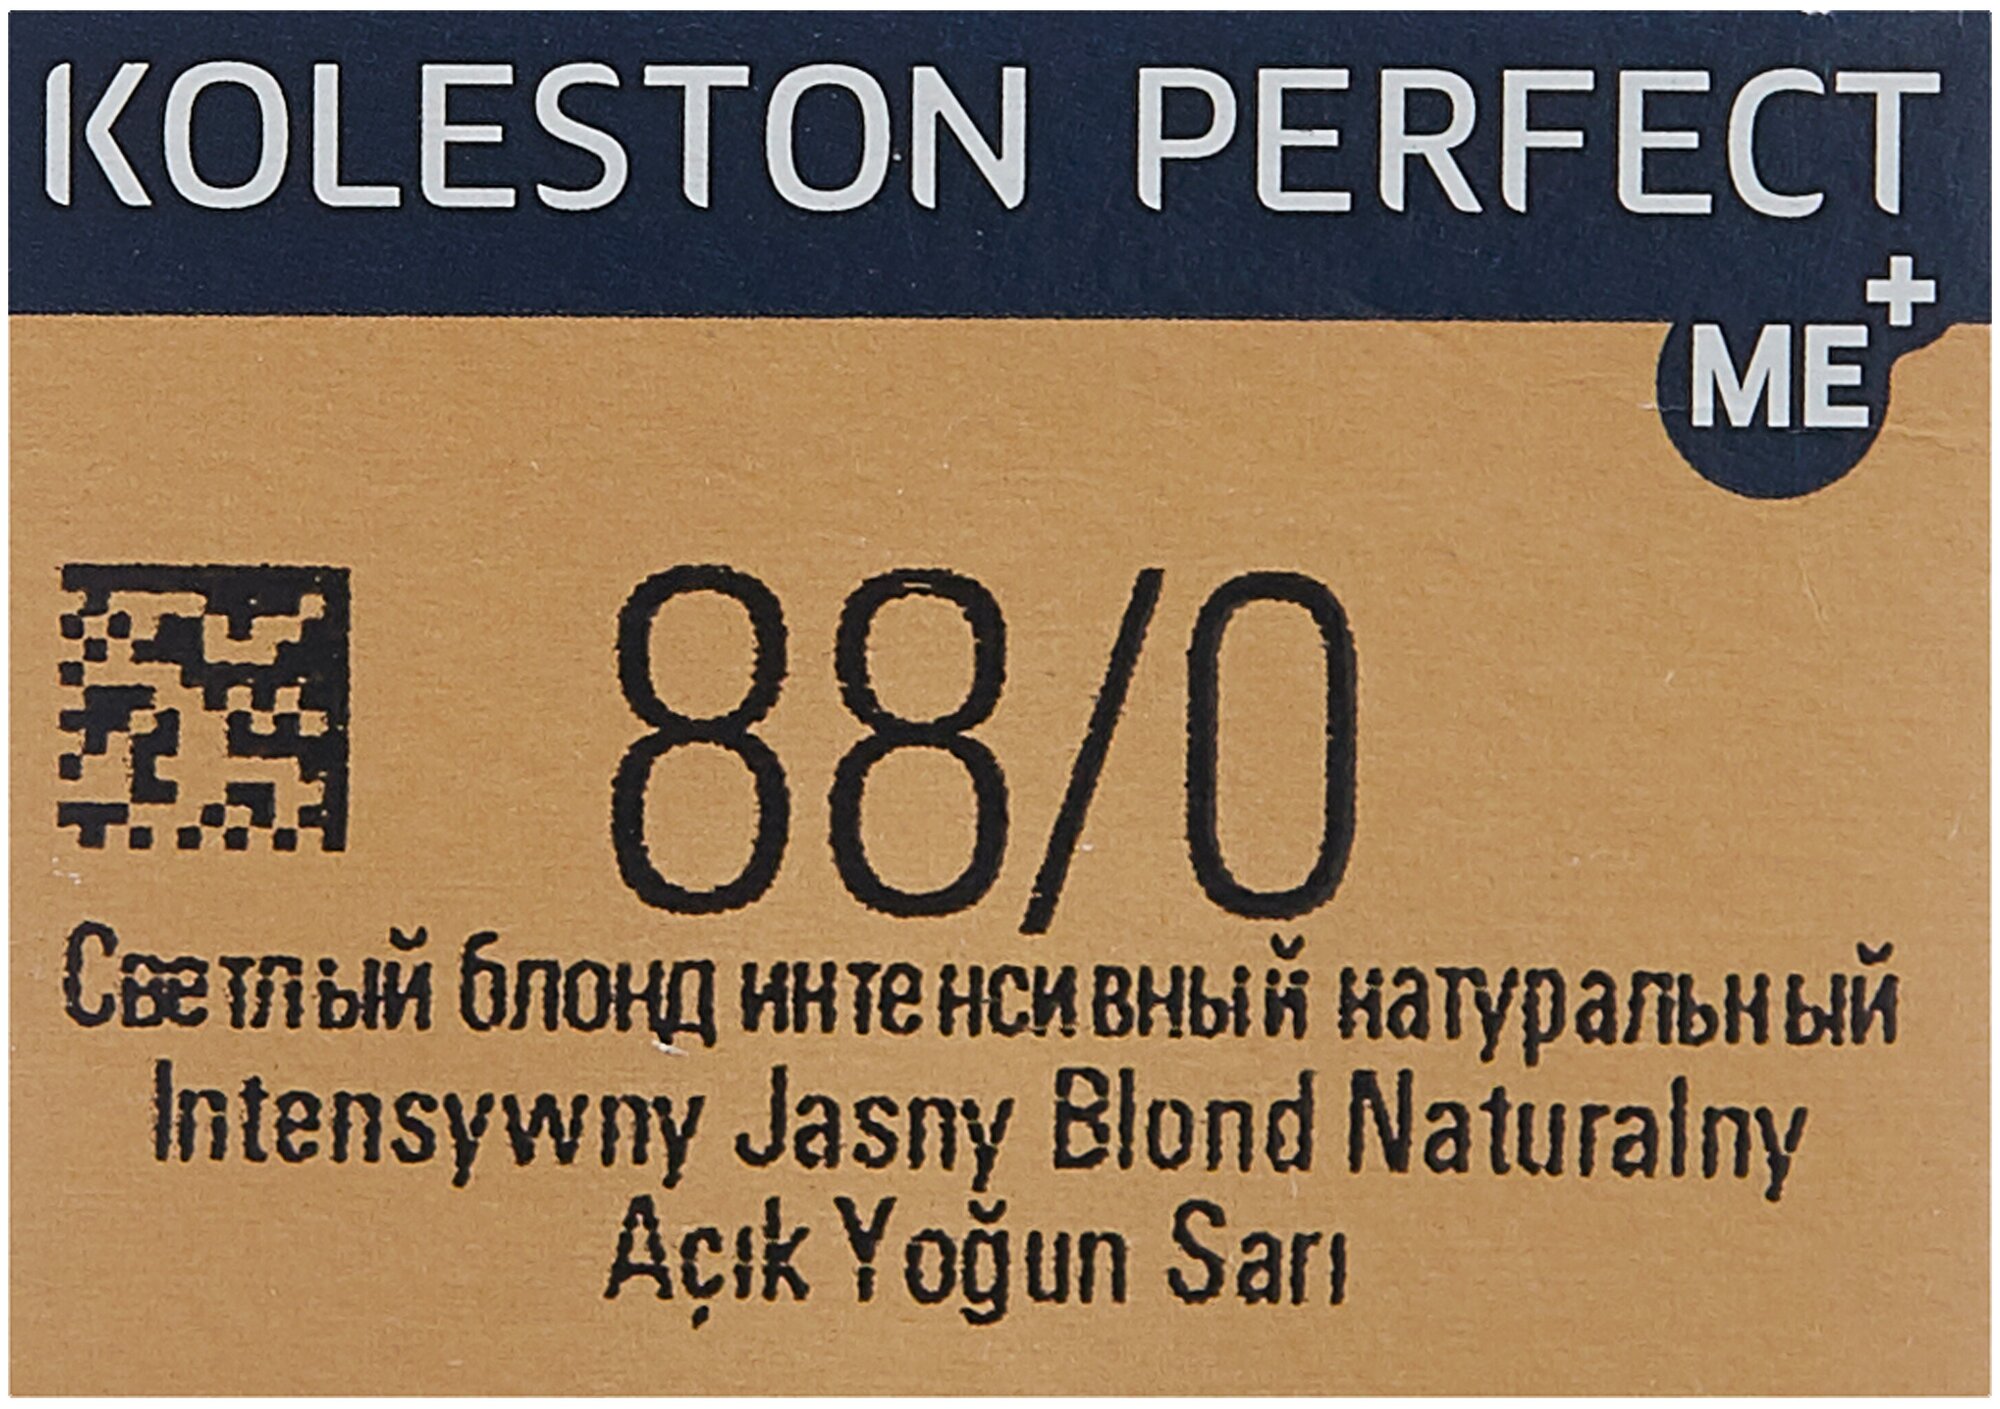 KOLESTON PERFECT
ME+
88/0
Светлый блонд интенсивный натуральный
Intensywny Jasny Blond Naturalny
Açık Yoğun Sarı